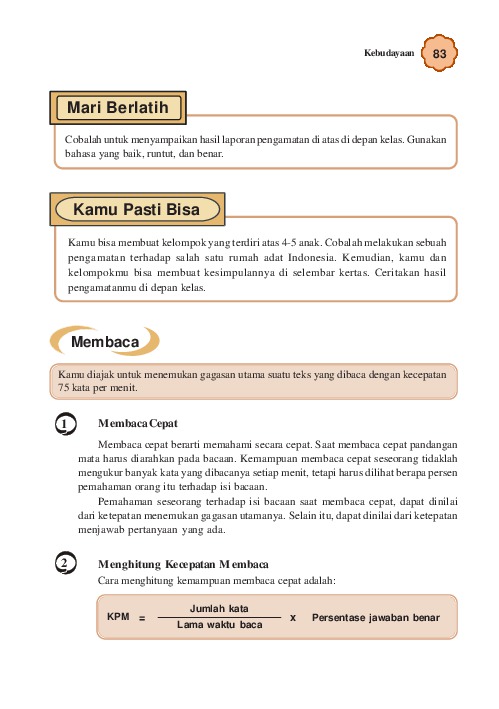 Kebudayaan 83
Mari Berlatih
Cobalah untuk menyampaikan hasil laporan pengamatan di atas di depan kelas. Gunakan
bahasa yang baik, runtut, dan benar.
Kamu Pasti Bisa
Kamu bisa membuat kelompok yang terdiri atas 4-5 anak. Cobalah melakukan sebuah
pengamatan terhadap salah satu rumah adat Indonesia. Kemudian, kamu dan
kelompokmu bisa membuat kesimpulannya di selembar kertas. Ceritakan hasil
pengamatanmu di depan kelas.
Membaca
Kamu diajak untuk menemukan gagasan utama suatu teks yang dibaca dengan kecepatan
75 kata per menit.
1 Membaca Cepat
Membaca cepat berarti memahami secara cepat. Saat membaca cepat pandangan
mata harus diarahkan pada bacaan. Kemampuan membaca cepat seseorang tidaklah
mengukur banyak kata yang dibacanya setiap menit, tetapi harus dilihat berapa persen
pemahaman orang itu terhadap isi bacaan.
Pemahaman seseorang terhadap isi bacaan saat membaca cepat, dapat dinilai
dari ketepatan menemukan gagasan utamanya. Selain itu, dapat dinilai dari ketepatan
menjawab pertanyaan yang ada.
2 Menghitung Kecepatan Membaca
Cara menghitung kemampuan membaca cepat adalah:
Jumlah kata
KPM = x Persentase jawaban benar
Lama waktu baca